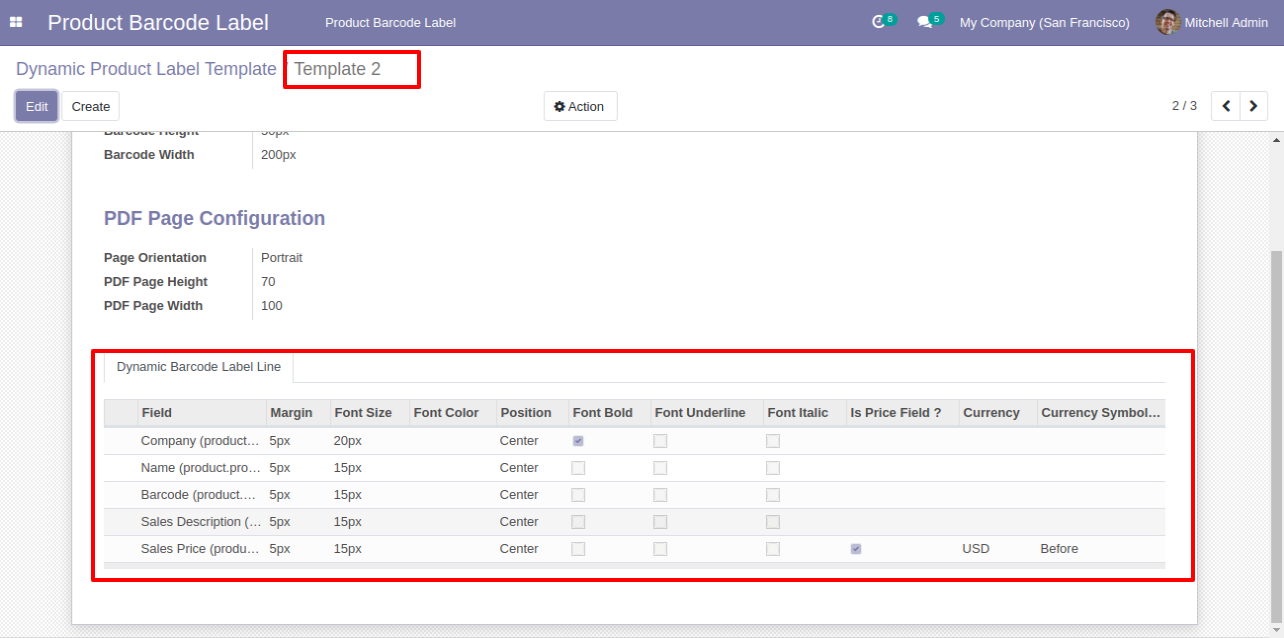 Product Barcode Label Product Barcode Label 8 5 My Company (San Francisco) Mitchell Admin
Dynamic Product Label Template / Template 2
Edit Create Action 2 / 3
Barcode Height 50px
Barcode Width 200px
PDF Page Configuration
Page Orientation Portrait
PDF Page Height 70
PDF Page Width 100
Dynamic Barcode Label Line
Field Margin Font Size Font Color Position Font Bold Font Underline Font Italic Is Price Field ? Currency Currency Symbol...
Company (product... 5px 20px Center
Name (product.pro... 5px 15px Center
Barcode (product.... 5px 15px Center
Sales Description (... 5px 15px Center
Sales Price (produ... 5px 15px Center USD Before